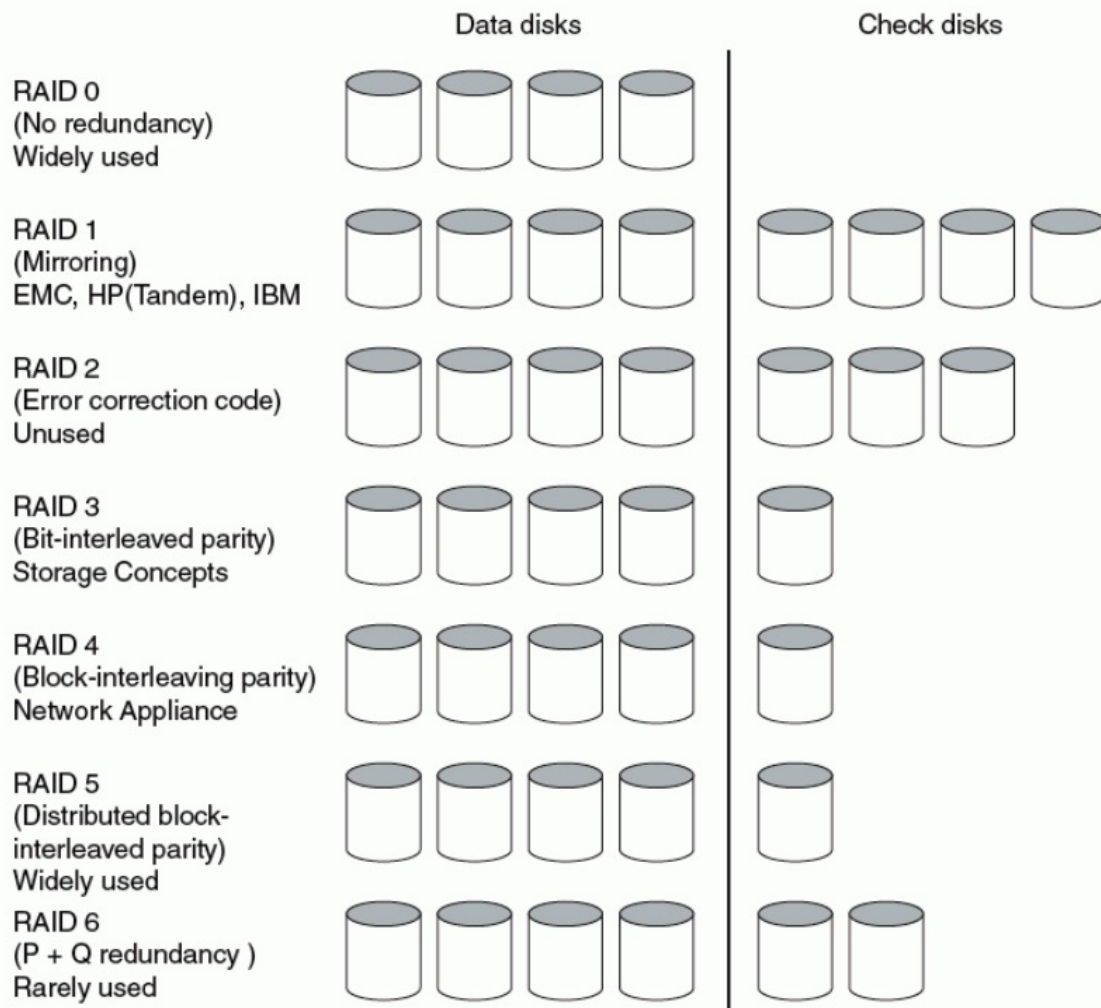 Data disks
Check disks
RAID 0
(No redundancy)
Widely used
RAID 1
(Mirroring)
EMC, HP(Tandem), IBM
RAID 2
(Error correction code)
Unused
RAID 3
(Bit-interleaved parity)
Storage Concepts
RAID 4
(Block-interleaving parity)
Network Appliance
RAID 5
(Distributed block-
interleaved parity)
Widely used
RAID 6
(P + Q redundancy )
Rarely used